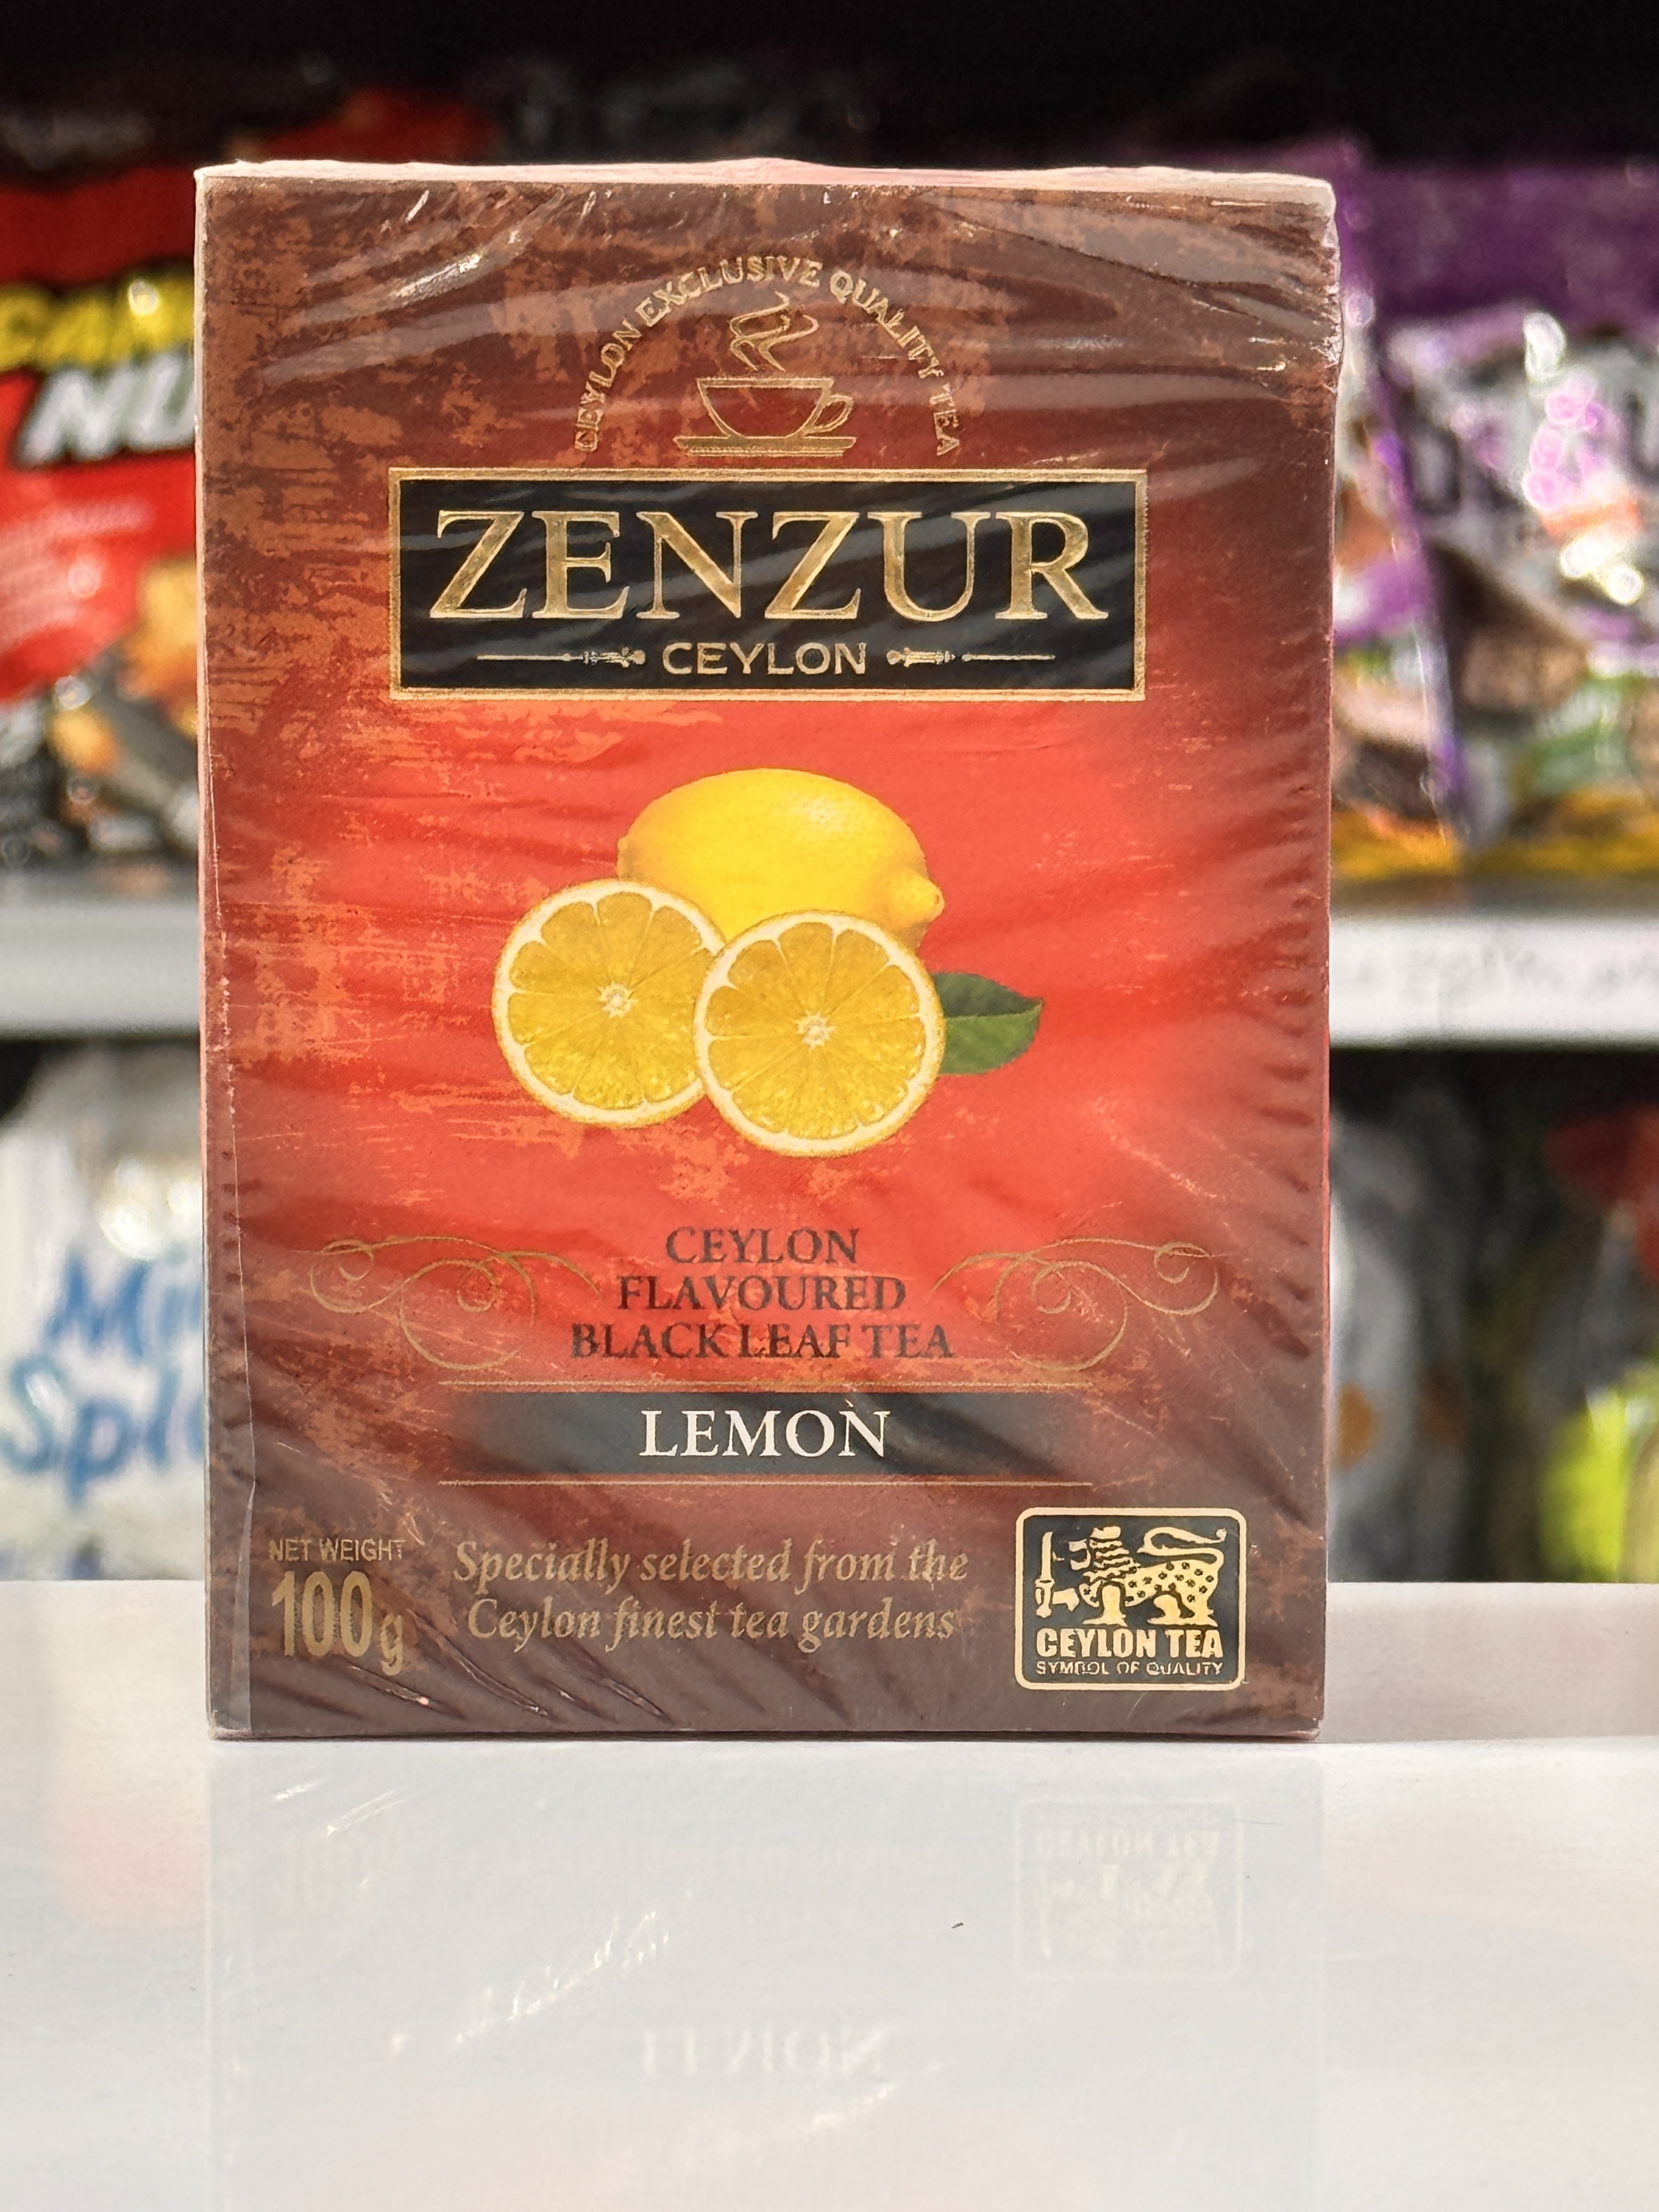 CEYLON EXCLUSIVE QUALITY TEA
ZENZUR
CEYLON
CEYLON
FLAVOURED
BLACK LEAF TEA
LEMON
NET WEIGHT
100g
Specially selected from the
Ceylon finest tea gardens
CEYLON TEA
SYMBOL OF QUALITY